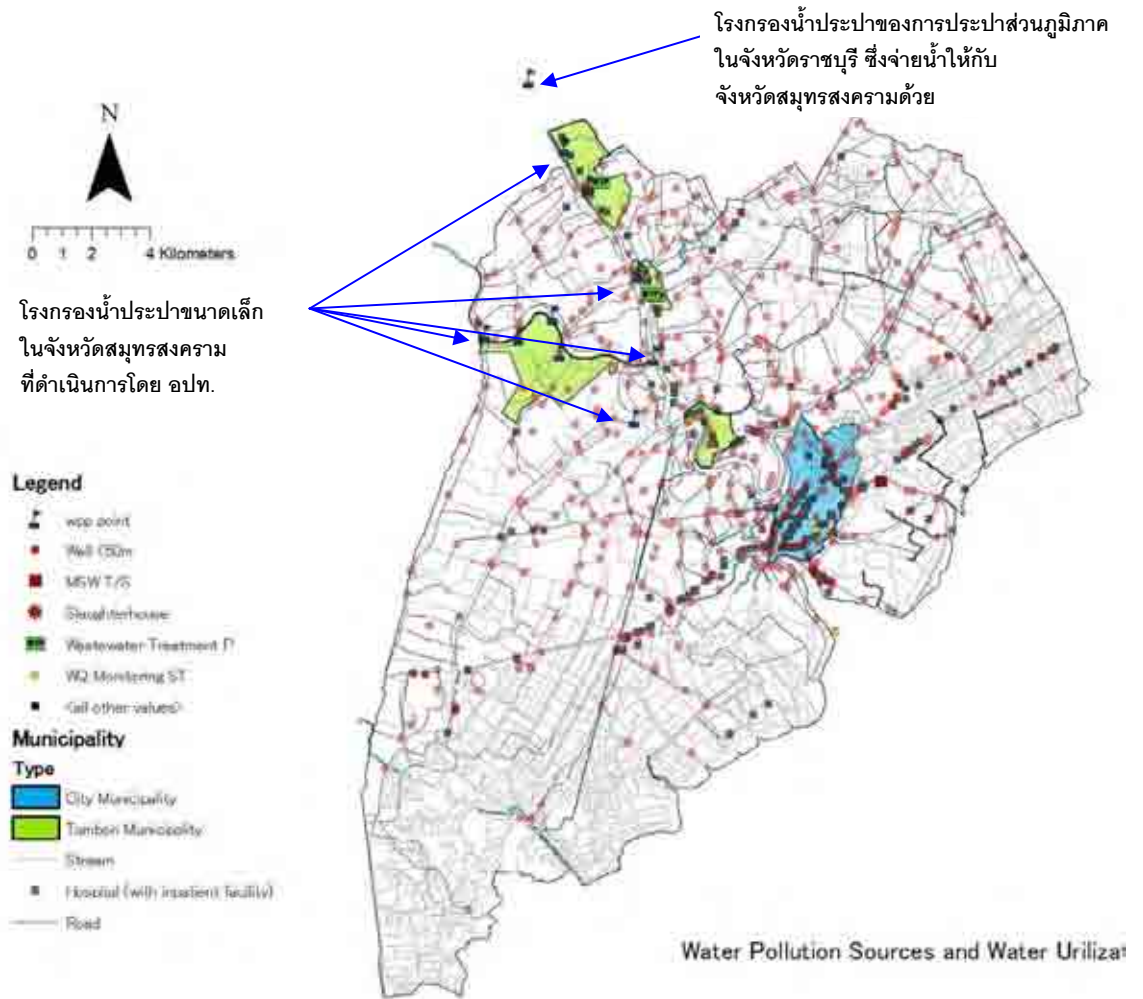 โรงกรองน้ำประปาของการประปาส่วนภูมิภาค
ในจังหวัดราชบุรี ซึ่งจ่ายน้ำให้กับ
จังหวัดสมุทรสงครามด้วย
N
0 1 2 4 Kilometers
โรงกรองน้ำประปาขนาดเล็ก
ในจังหวัดสมุทรสงคราม
ที่ดำเนินการโดย อปท.
Legend
point
Well
MSW T/S
Slaughterhouse
Wastewater Treatment P
WQ Monitoring ST
<all other values>
Municipality
Type
City Municipality
Tambon Municipality
Stream
Hospital (with inpatient facility)
Road
Water Pollution Sources and Water Urilizat